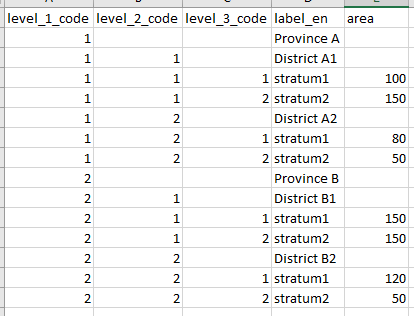 level_1_code level_2_code level_3_code label_en area
1 Province A
1 1 District A1
1 1 1 stratum1 100
1 1 2 stratum2 150
1 2 District A2
1 2 1 stratum1 80
1 2 2 stratum2 50
2 Province B
2 1 District B1
2 1 1 stratum1 150
2 1 2 stratum2 150
2 2 District B2
2 2 1 stratum1 120
2 2 2 stratum2 50